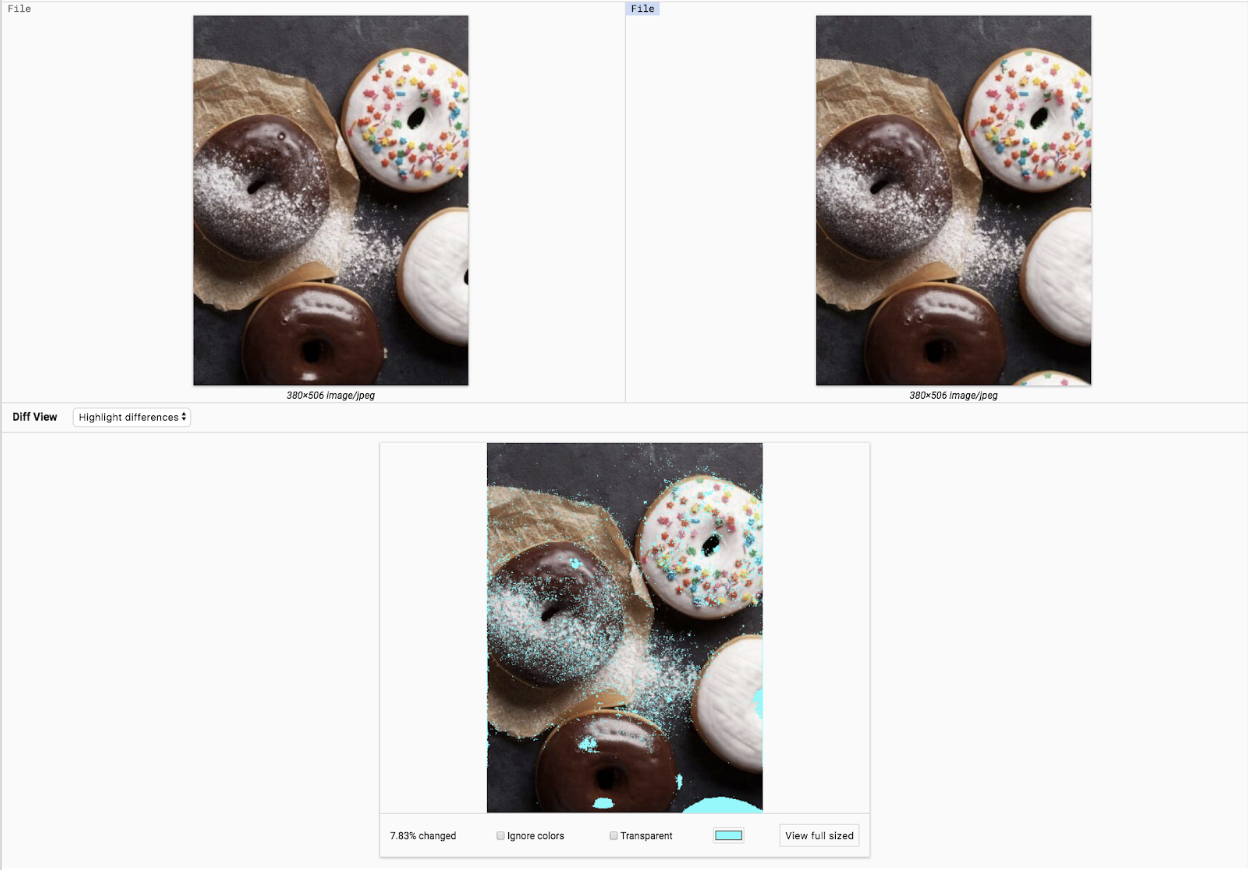 File
File
380×506 image/jpeg
380×506 image/jpeg
Diff View
Highlight differences
7.83% changed
Ignore colors
Transparent
View full sized